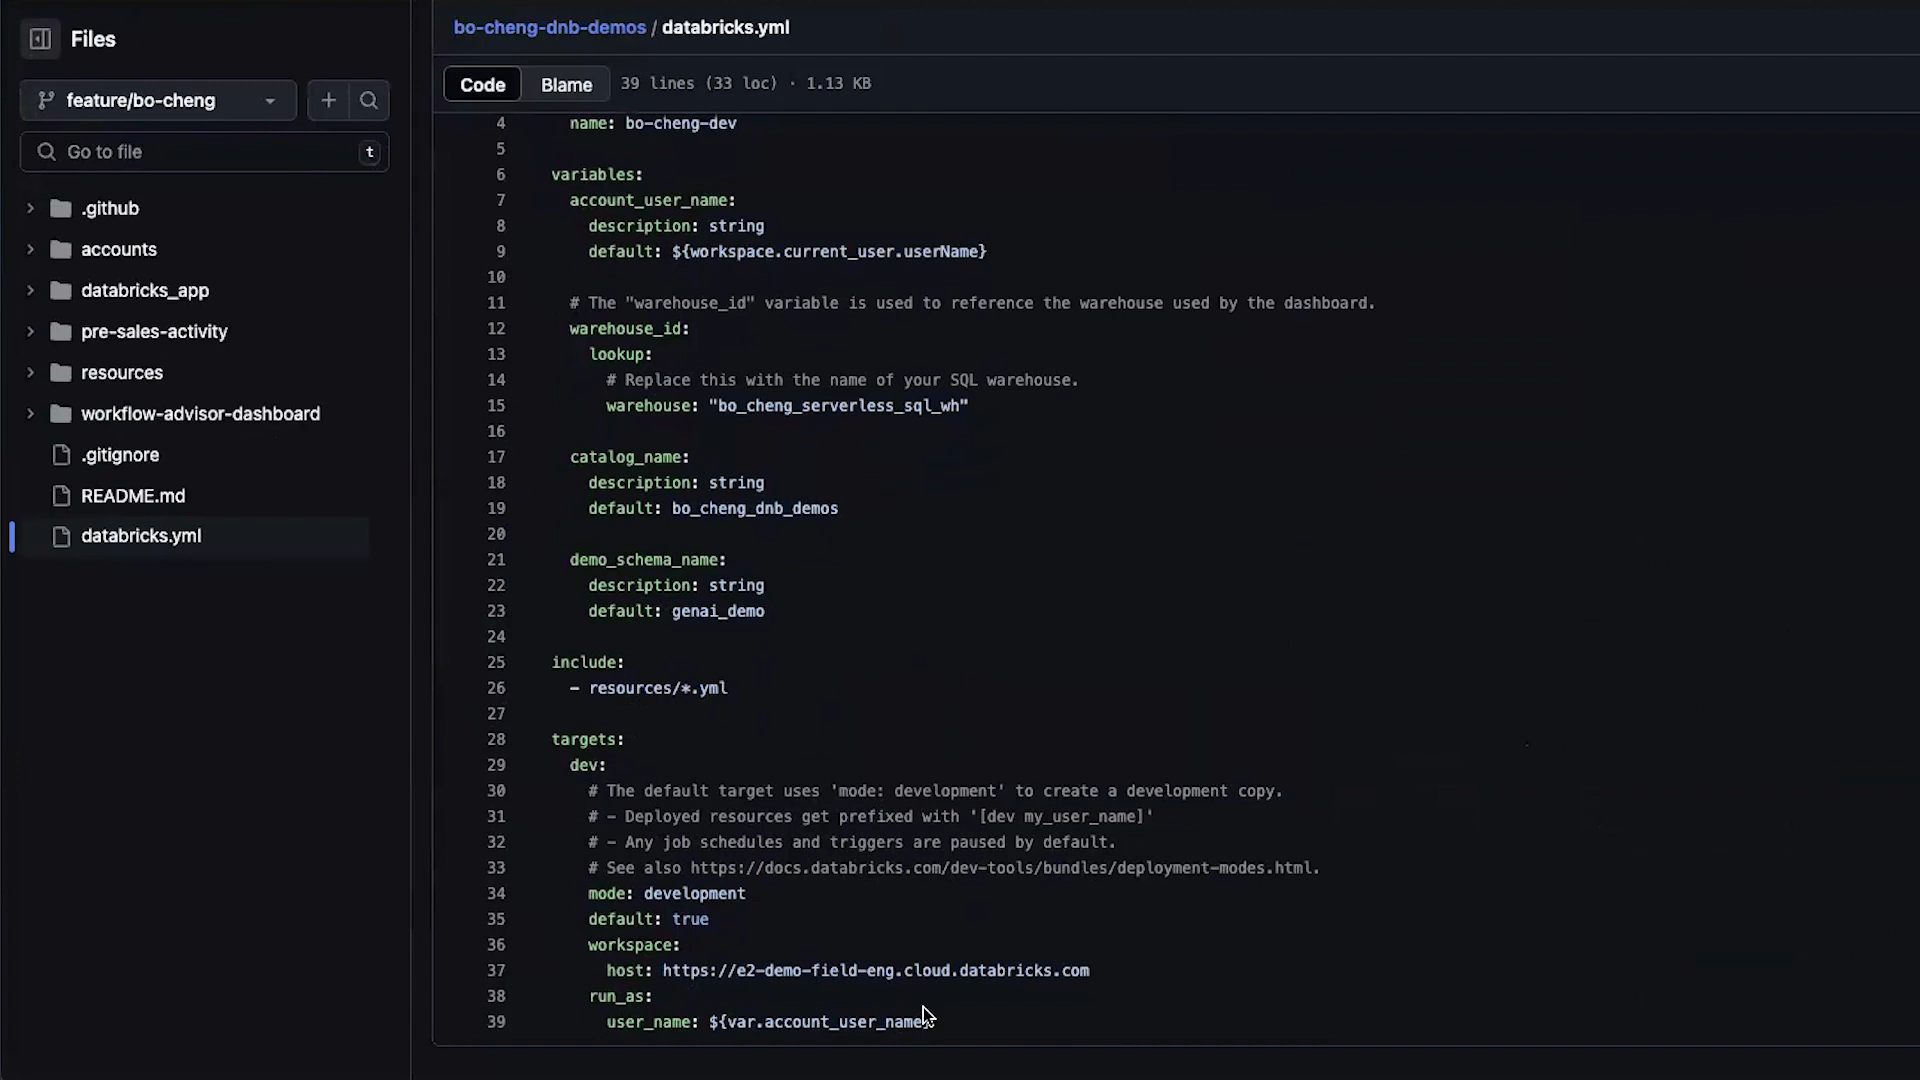 Files
feature/bo-cheng
Go to file
t
.github
accounts
databricks_app
pre-sales-activity
resources
workflow-advisor-dashboard
.gitignore
README.md
databricks.yml
bo-cheng-dnb-demos / databricks.yml
Code Blame 39 lines (33 loc) · 1.13 KB
4 name: bo-cheng-dev
5
6 variables:
7 account_user_name:
8 description: string
9 default: ${workspace.current_user.userName}
10
11 # The "warehouse_id" variable is used to reference the warehouse used by the dashboard.
12 warehouse_id:
13 lookup:
14 # Replace this with the name of your SQL warehouse.
15 warehouse: "bo_cheng_serverless_sql_wh"
16
17 catalog_name:
18 description: string
19 default: bo_cheng_dnb_demos
20
21 demo_schema_name:
22 description: string
23 default: genai_demo
24
25 include:
26 - resources/*.yml
27
28 targets:
29 dev:
30 # The default target uses 'mode: development' to create a development copy.
31 # - Deployed resources get prefixed with '[dev my_user_name]'
32 # - Any job schedules and triggers are paused by default.
33 # See also https://docs.databricks.com/dev-tools/bundles/deployment-modes.html.
34 mode: development
35 default: true
36 workspace:
37 host: https://e2-demo-field-eng.cloud.databricks.com
38 run_as:
39 user_name: ${var.account_user_name}